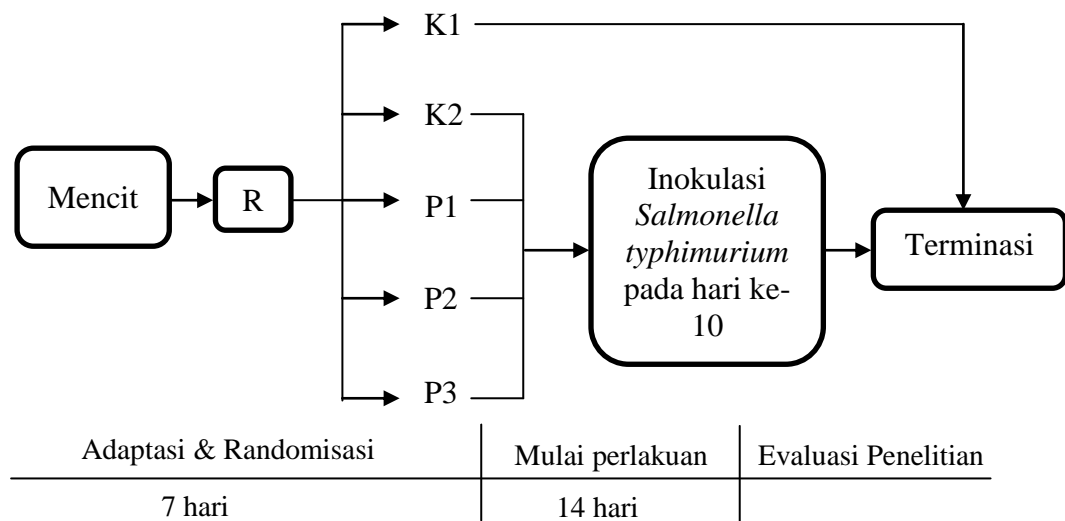 K1
K2
Mencit
R
P1
P2
P3
Inokulasi
Salmonella
typhimurium
pada hari ke-
10
Terminasi
Adaptasi & Randomisasi
Mulai perlakuan
Evaluasi Penelitian
7 hari
14 hari